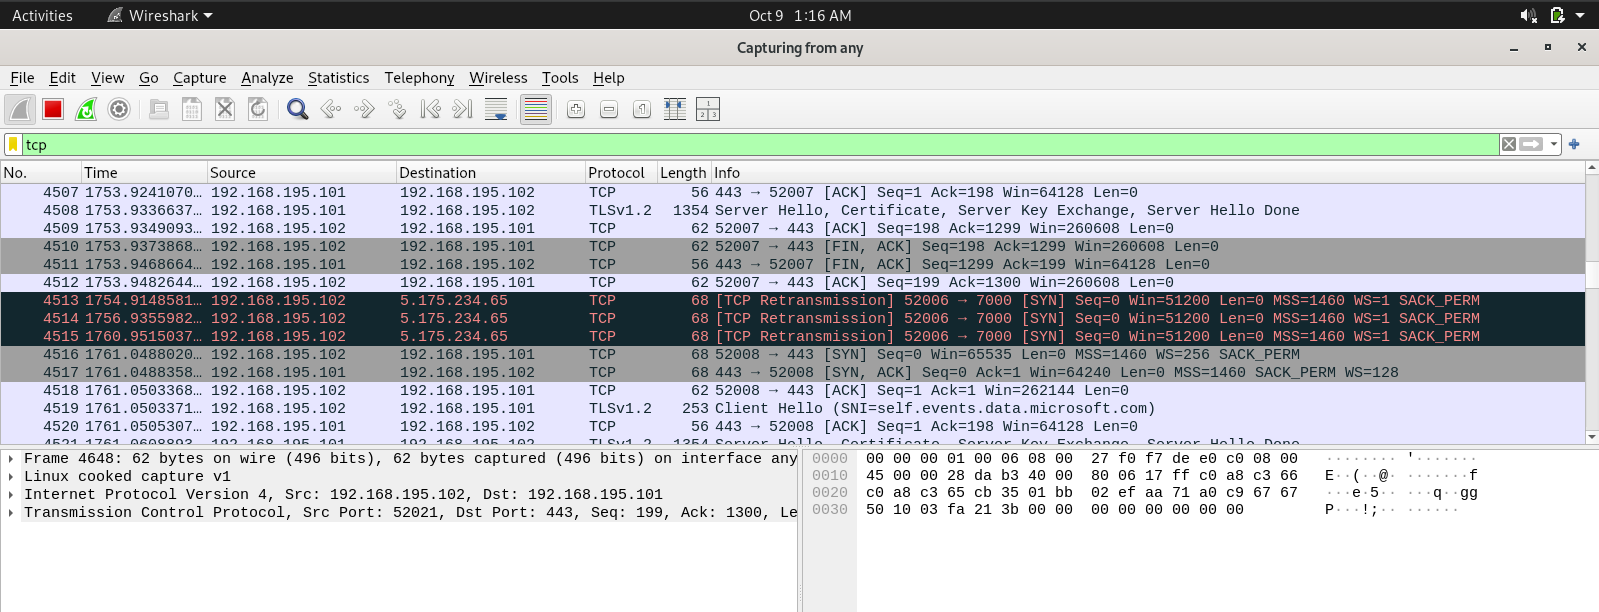 Activities Wireshark Oct 9 1:16 AM
Capturing from any
File Edit View Go Capture Analyze Statistics Telephony Wireless Tools Help
tcp
No. Time Source Destination Protocol Length Info
4507 1753.9241070… 192.168.195.101 192.168.195.102 TCP 56 443 → 52007 [ACK] Seq=1 Ack=198 Win=64128 Len=0
4508 1753.9336637… 192.168.195.101 192.168.195.102 TLSv1.2 1354 Server Hello, Certificate, Server Key Exchange, Server Hello Done
4509 1753.9349093… 192.168.195.102 192.168.195.101 TCP 62 52007 → 443 [ACK] Seq=198 Ack=1299 Win=260608 Len=0
4510 1753.9373868… 192.168.195.102 192.168.195.101 TCP 62 52007 → 443 [FIN, ACK] Seq=198 Ack=1299 Win=260608 Len=0
4511 1753.9468664… 192.168.195.101 192.168.195.102 TCP 56 443 → 52007 [FIN, ACK] Seq=1299 Ack=199 Win=64128 Len=0
4512 1753.9482644… 192.168.195.102 192.168.195.101 TCP 62 52007 → 443 [ACK] Seq=199 Ack=1300 Win=260608 Len=0
4513 1754.9148581… 192.168.195.102 5.175.234.65 TCP 68 [TCP Retransmission] 52006 → 7000 [SYN] Seq=0 Win=51200 Len=0 MSS=1460 WS=1 SACK_PERM
4514 1756.9355982… 192.168.195.102 5.175.234.65 TCP 68 [TCP Retransmission] 52006 → 7000 [SYN] Seq=0 Win=51200 Len=0 MSS=1460 WS=1 SACK_PERM
4515 1760.9515037… 192.168.195.102 5.175.234.65 TCP 68 [TCP Retransmission] 52006 → 7000 [SYN] Seq=0 Win=51200 Len=0 MSS=1460 WS=1 SACK_PERM
4516 1761.0488020… 192.168.195.102 192.168.195.101 TCP 68 52008 → 443 [SYN] Seq=0 Win=65535 Len=0 MSS=1460 WS=256 SACK_PERM
4517 1761.0488358… 192.168.195.101 192.168.195.102 TCP 68 443 → 52008 [SYN, ACK] Seq=0 Ack=1 Win=64240 Len=0 MSS=1460 SACK_PERM WS=128
4518 1761.0503368… 192.168.195.102 192.168.195.101 TCP 62 52008 → 443 [ACK] Seq=1 Ack=1 Win=262144 Len=0
4519 1761.0503371… 192.168.195.102 192.168.195.101 TLSv1.2 253 Client Hello (SNI=self.events.data.microsoft.com)
4520 1761.0505307… 192.168.195.101 192.168.195.102 TCP 56 443 → 52008 [ACK] Seq=1 Ack=198 Win=64128 Len=0
4521 1761.0608893… 192.168.195.101 192.168.195.102 TLSv1.2 1354 Server Hello, Certificate, Server Key Exchange, Server Hello Done
Frame 4648: 62 bytes on wire (496 bits), 62 bytes captured (496 bits) on interface any
Linux cooked capture v1
Internet Protocol Version 4, Src: 192.168.195.102, Dst: 192.168.195.101
Transmission Control Protocol, Src Port: 52021, Dst Port: 443, Seq: 199, Ack: 1300, Le
0000 00 00 00 01 00 06 08 00 27 f0 f7 de e0 c0 08 00 ········ '·······
0010 45 00 00 28 da b3 40 00 80 06 17 ff c0 a8 c3 66 E··(··@· ·······f
0020 c0 a8 c3 65 cb 35 01 bb 02 ef aa 71 a0 c9 67 67 ···e·5·· ···q··gg
0030 50 10 03 fa 21 3b 00 00 00 00 00 00 00 00 P···!;·· ······